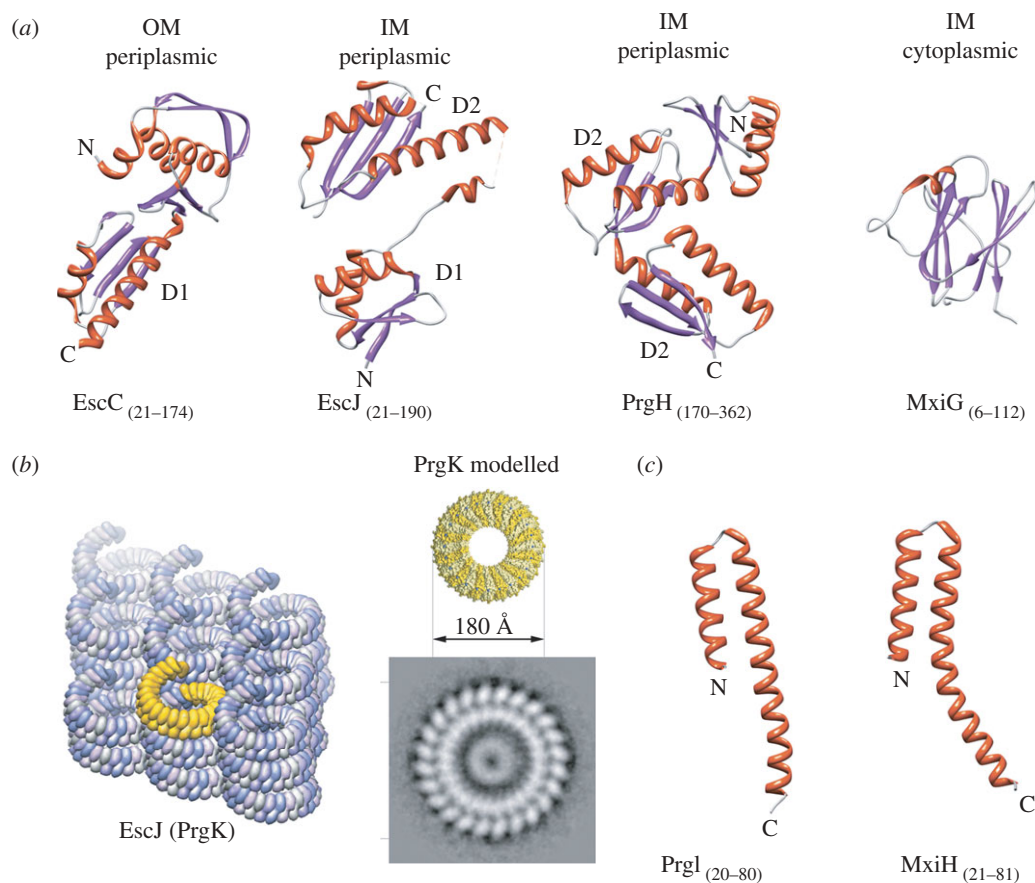 (a)
OM
periplasmic
IM
periplasmic
IM
periplasmic
IM
cytoplasmic
N
D1
C
EscC (21–174)
C
D2
D1
N
EscJ (21–190)
D2
N
D2
C
PrgH (170–362)
MxiG (6–112)
(b)
PrgK modelled
180 Å
EscJ (PrgK)
(c)
N
C
PrgI (20–80)
N
C
MxiH (21–81)